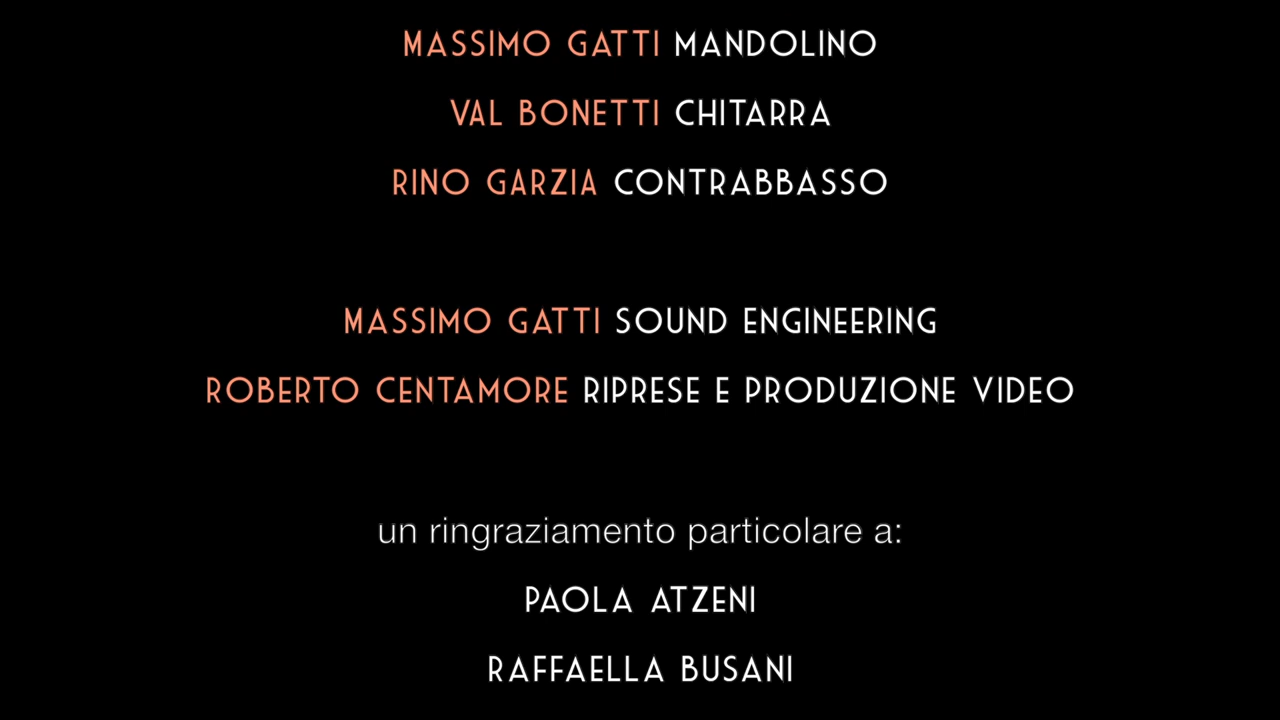 MASSIMO GATTI MANDOLINO
VAL BONETTI CHITARRA
RINO GARZIA CONTRABBASSO
MASSIMO GATTI SOUND ENGINEERING
ROBERTO CENTAMORE RIPRESE E PRODUZIONE VIDEO
un ringraziamento particolare a:
PAOLA ATZENI
RAFFAELLA BUSANI